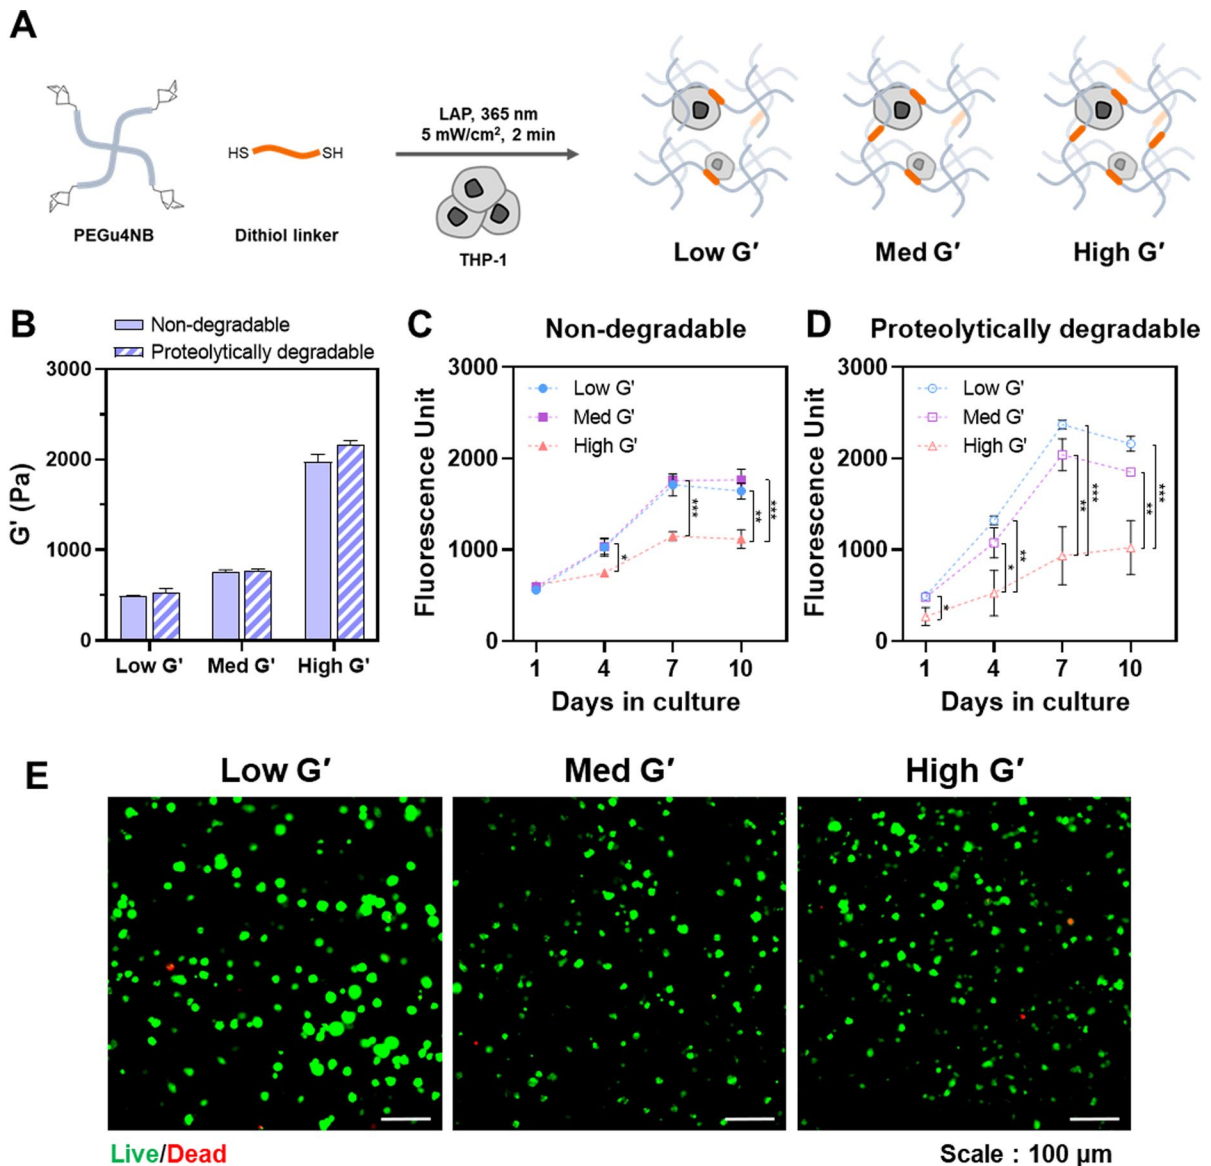 A
HS
SH
PEGu4NB
Dithiol linker
LAP, 365 nm
5 mW/cm², 2 min
THP-1
Low G′
Med G′
High G′
B
Non-degradable
Proteolytically degradable
G' (Pa)
3000
2000
1000
0
Low G'
Med G'
High G'
C
Non-degradable
Fluorescence Unit
3000
2000
1000
0
Low G'
Med G'
High G'
*
***
**
***
1
4
7
10
Days in culture
D
Proteolytically degradable
Fluorescence Unit
3000
2000
1000
0
Low G'
Med G'
High G'
*
*
**
**
***
**
***
1
4
7
10
Days in culture
E
Low G′
Med G′
High G′
Live/Dead
Scale : 100 µm